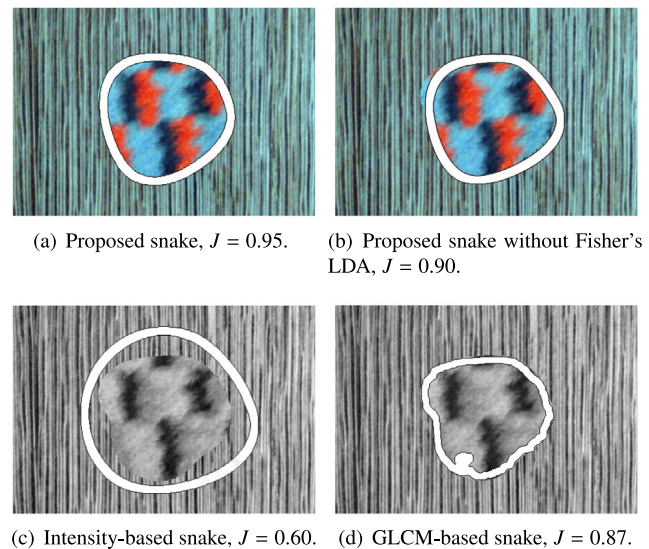 (a) Proposed snake, J = 0.95.
(b) Proposed snake without Fisher's
LDA, J = 0.90.
(c) Intensity-based snake, J = 0.60.
(d) GLCM-based snake, J = 0.87.